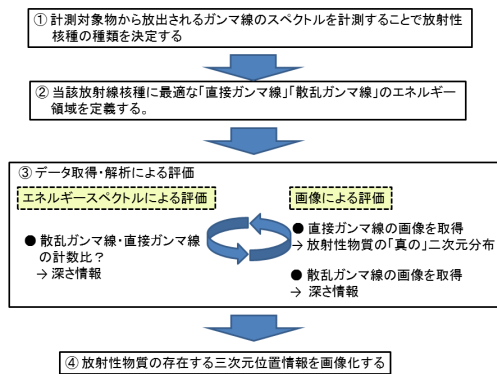 ① 計測対象物から放出されるガンマ線のスペクトルを計測することで放射性
核種の種類を決定する
② 当該放射線核種に最適な「直接ガンマ線」「散乱ガンマ線」のエネルギー
領域を定義する。
③ データ取得・解析による評価
エネルギースペクトルによる評価
● 散乱ガンマ線・直接ガンマ線
の計数比？
→ 深さ情報
画像による評価
● 直接ガンマ線の画像を取得
→ 放射性物質の「真の」二次元分布
● 散乱ガンマ線の画像を取得
→ 深さ情報
④ 放射性物質の存在する三次元位置情報を画像化する